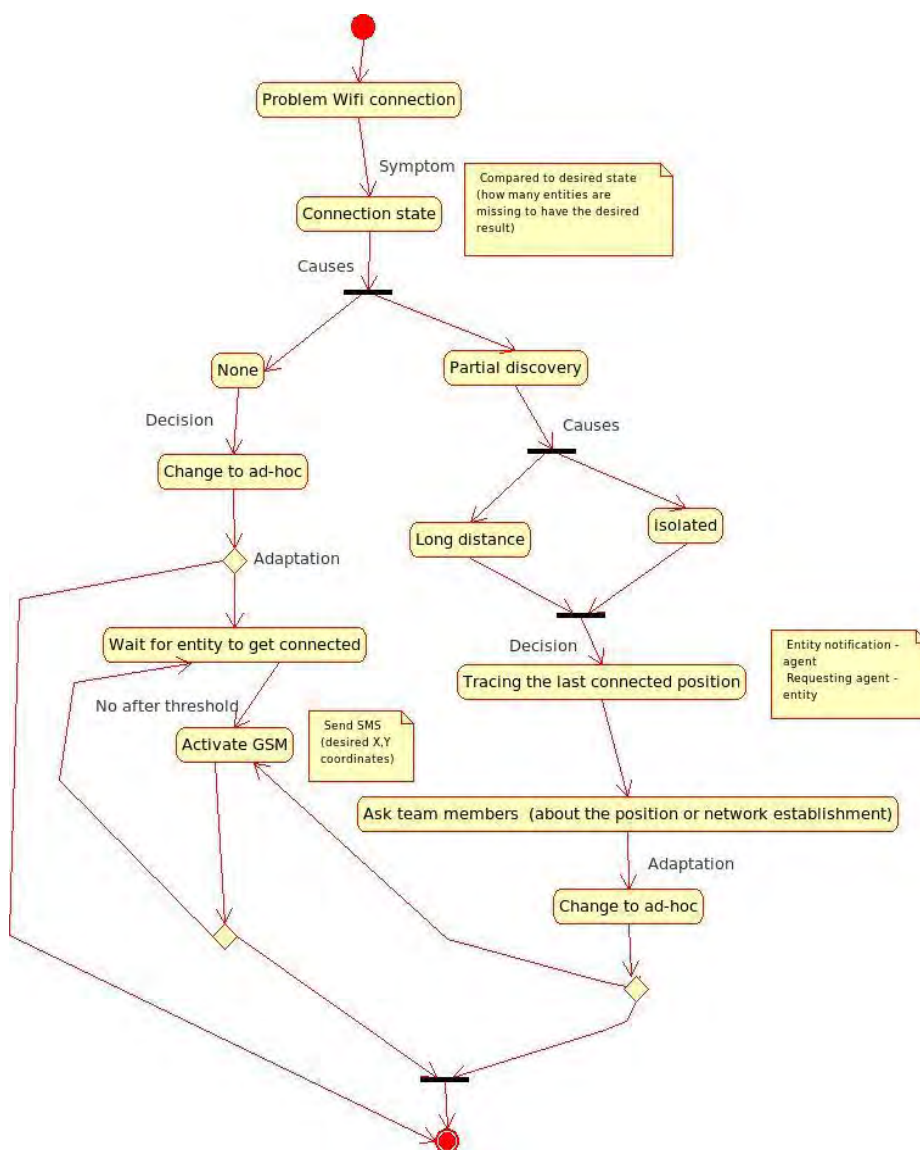 Problem Wifi connection
Symptom
Compared to desired state
(how many entities are
missing to have the desired
result)
Connection state
Causes
None
Partial discovery
Decision
Causes
Change to ad-hoc
Long distance
isolated
Adaptation
Wait for entity to get connected
Decision
Entity notification -
agent
Requesting agent -
entity
Tracing the last connected position
No after threshold
Send SMS
(desired X,Y
coordinates)
Activate GSM
Ask team members (about the position or network establishment)
Adaptation
Change to ad-hoc